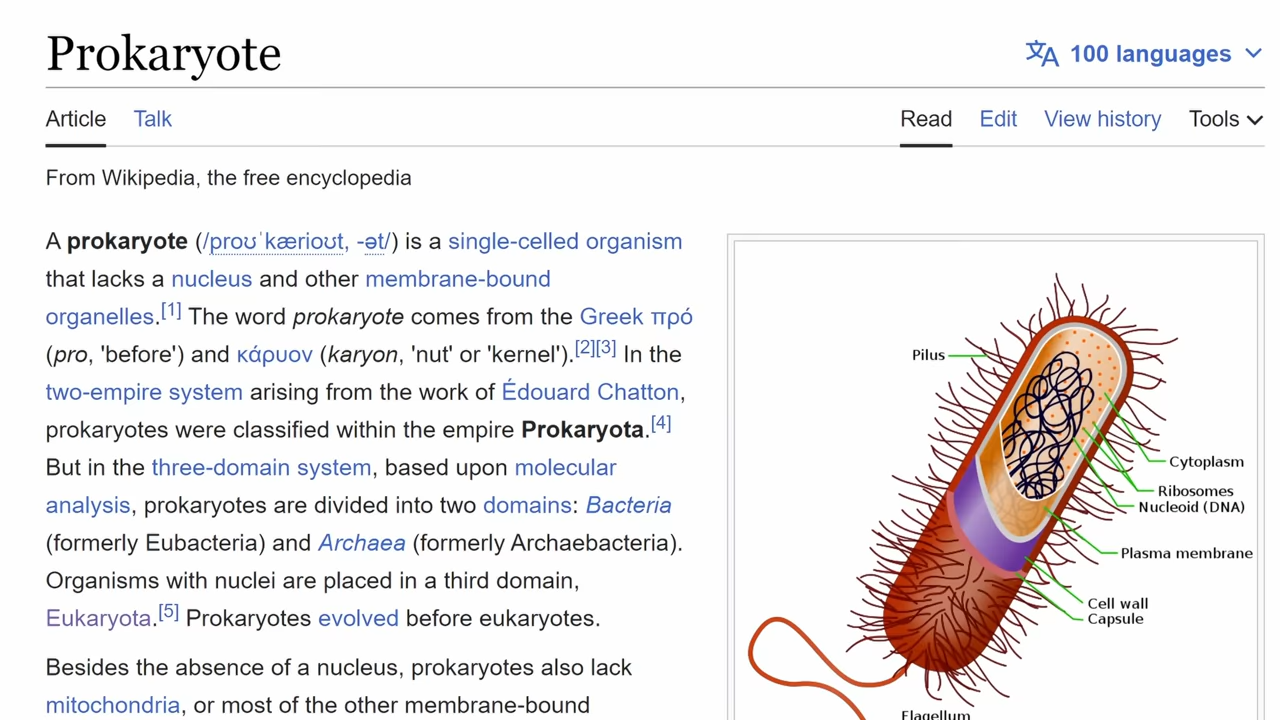 Prokaryote
100 languages
Article Talk
Read Edit View history Tools
From Wikipedia, the free encyclopedia
A prokaryote (/proʊˈkærioʊt, -ət/) is a single-celled organism
that lacks a nucleus and other membrane-bound
organelles.[1] The word prokaryote comes from the Greek πρό
(pro, 'before') and κάρυον (karyon, 'nut' or 'kernel').[2][3] In the
two-empire system arising from the work of Édouard Chatton,
prokaryotes were classified within the empire Prokaryota.[4]
But in the three-domain system, based upon molecular
analysis, prokaryotes are divided into two domains: Bacteria
(formerly Eubacteria) and Archaea (formerly Archaebacteria).
Organisms with nuclei are placed in a third domain,
Eukaryota.[5] Prokaryotes evolved before eukaryotes.
Besides the absence of a nucleus, prokaryotes also lack
mitochondria, or most of the other membrane-bound
Pilus
Cytoplasm
Ribosomes
Nucleoid (DNA)
Plasma membrane
Cell wall
Capsule
Flagellum